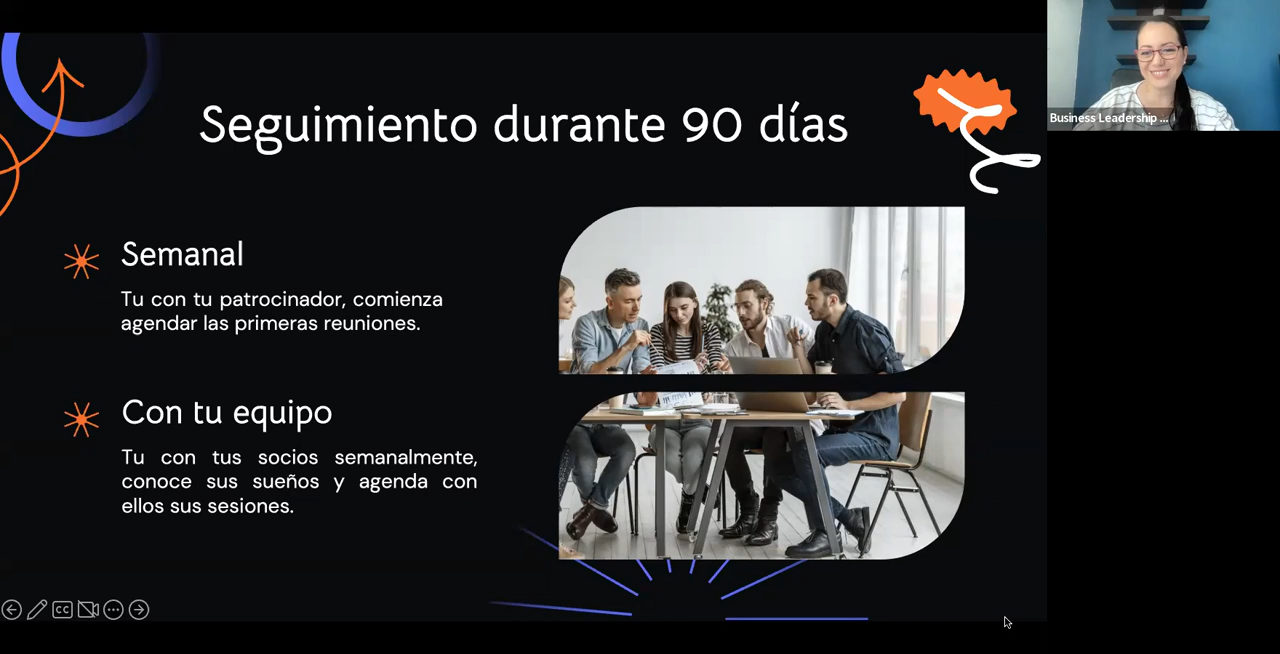 Seguimiento durante 90 días
Business Leadership ...
Semanal
Tu con tu patrocinador, comienza
agendar las primeras reuniones.
Con tu equipo
Tu con tus socios semanalmente,
conoce sus sueños y agenda con
ellos sus sesiones.
CC